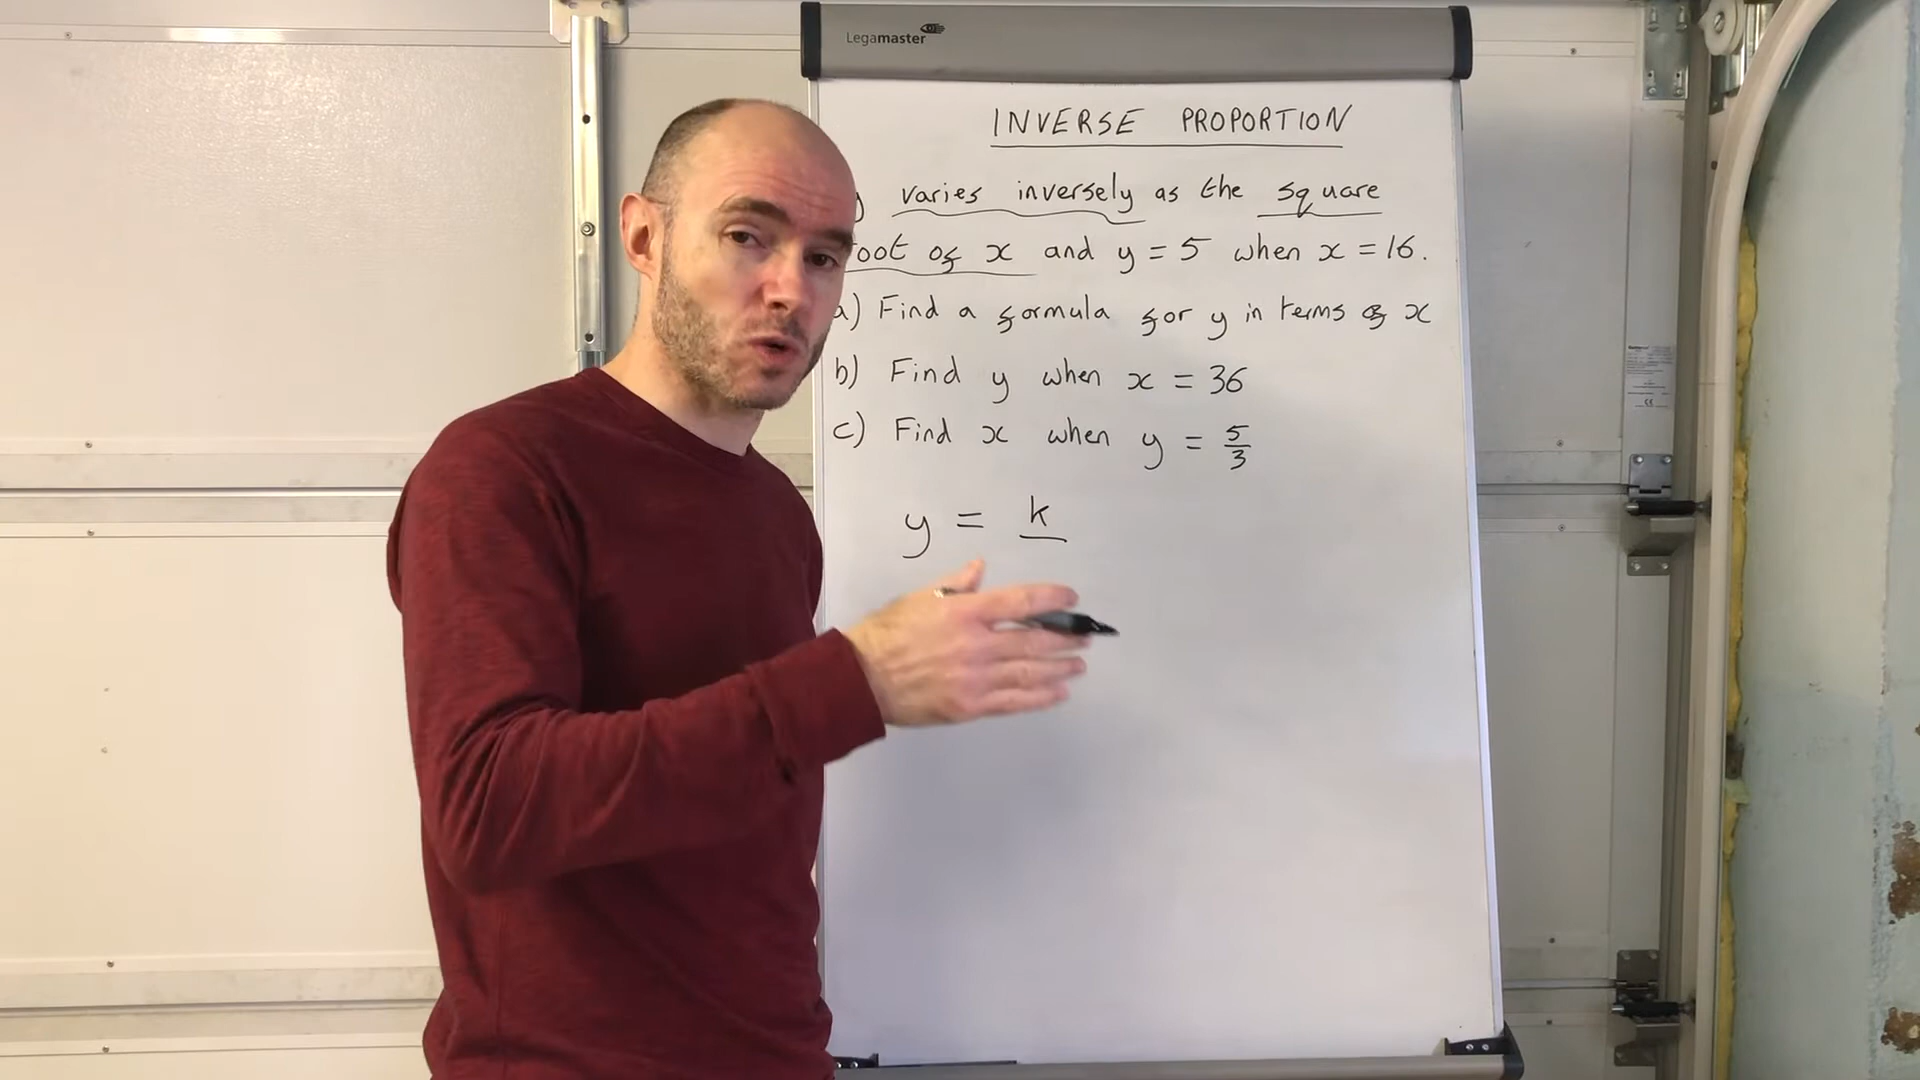 Legamaster
INVERSE PROPORTION
varies inversely as the square
root of x and y = 5 when x = 16.
a) Find a formula for y in terms of x
b) Find y when x = 36
c) Find x when y = 5/3
y = k